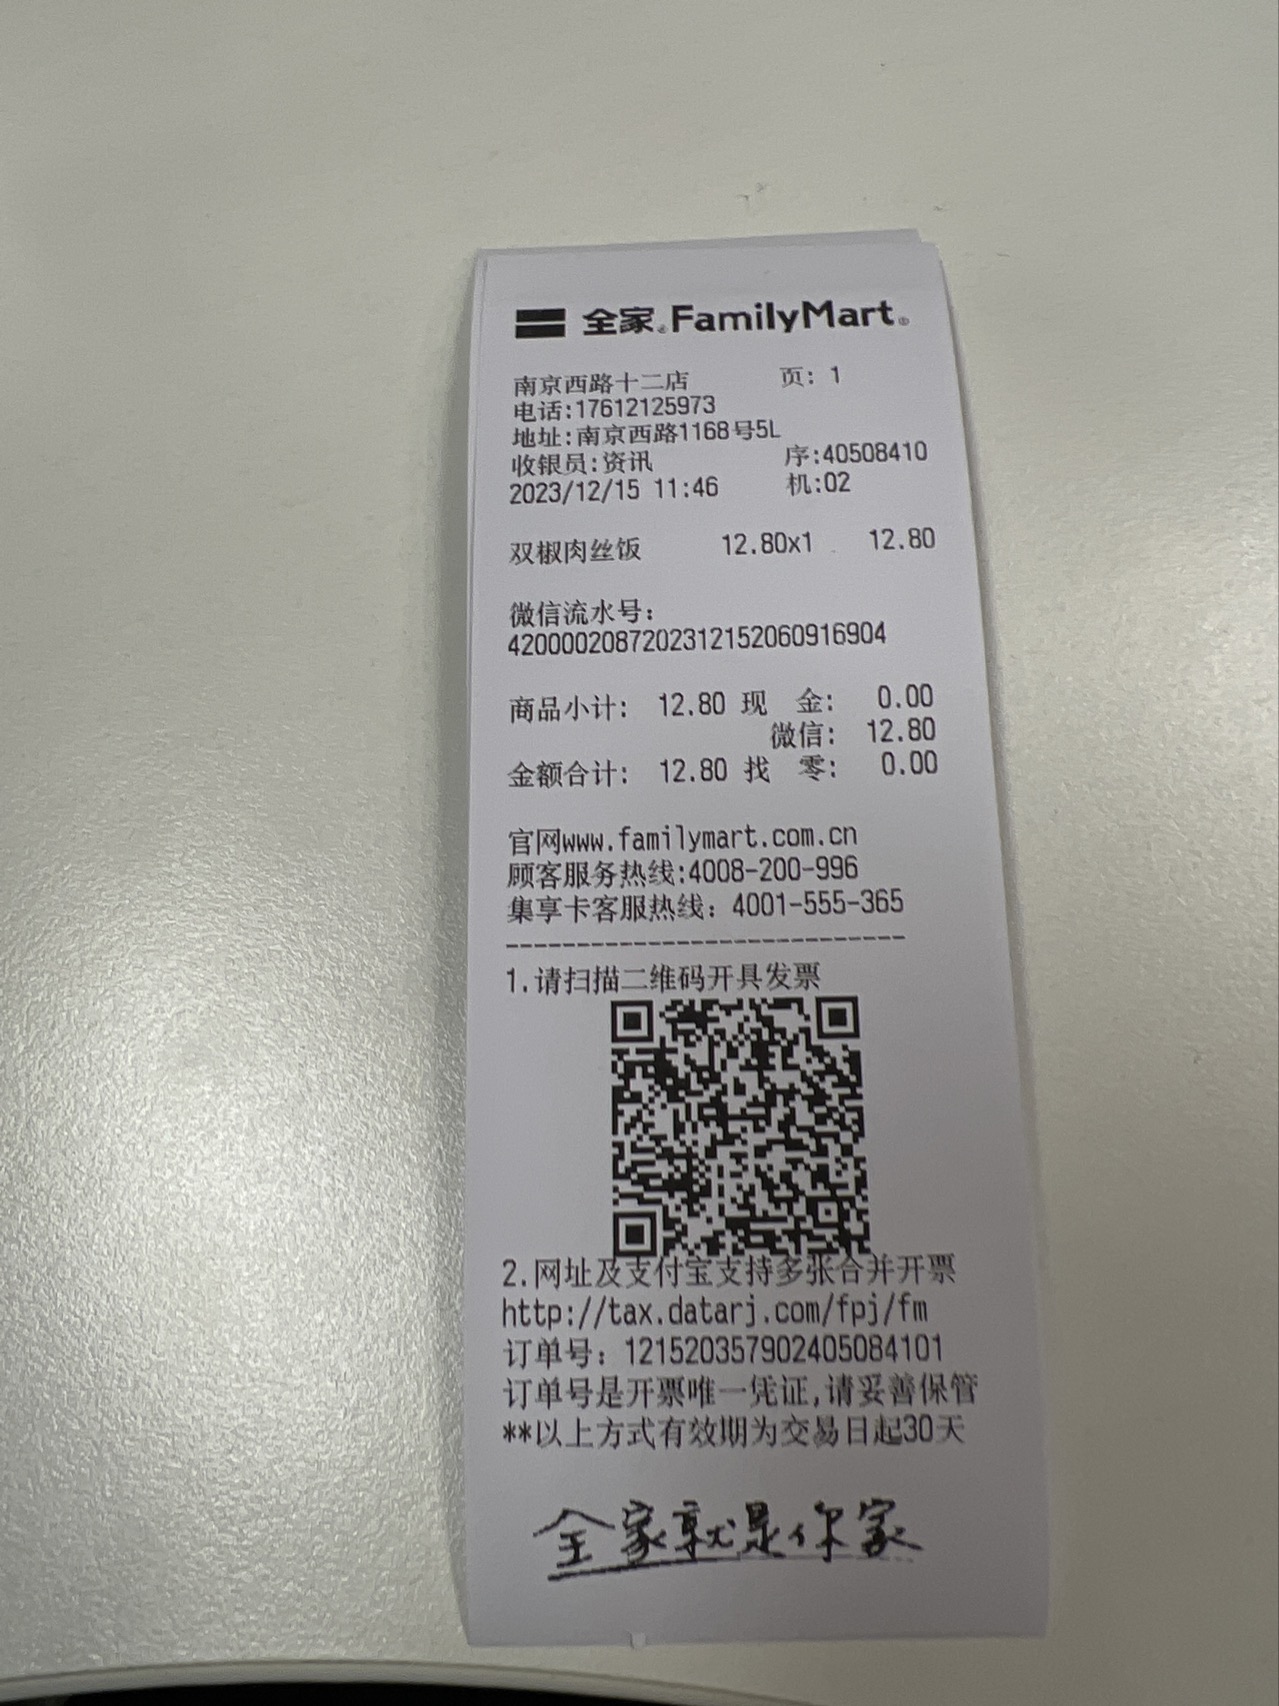 全家®FamilyMart®
南京西路十二店 页: 1
电话:17612125973
地址:南京西路1168号5L
收银员:资讯 序:40508410
2023/12/15 11:46 机:02
双椒肉丝饭 12.80x1 12.80
微信流水号:
4200002087202312152060916904
商品小计: 12.80 现 金: 0.00
微信: 12.80
金额合计: 12.80 找 零: 0.00
官网www.familymart.com.cn
顾客服务热线:4008-200-996
集享卡客服热线: 4001-555-365
----------------------------
1.请扫描二维码开具发票
2.网址及支付宝支持多张合并开票
http://tax.datarj.com/fpj/fm
订单号: 121520357902405084101
订单号是开票唯一凭证,请妥善保管
**以上方式有效期为交易日起30天
全家就是你家